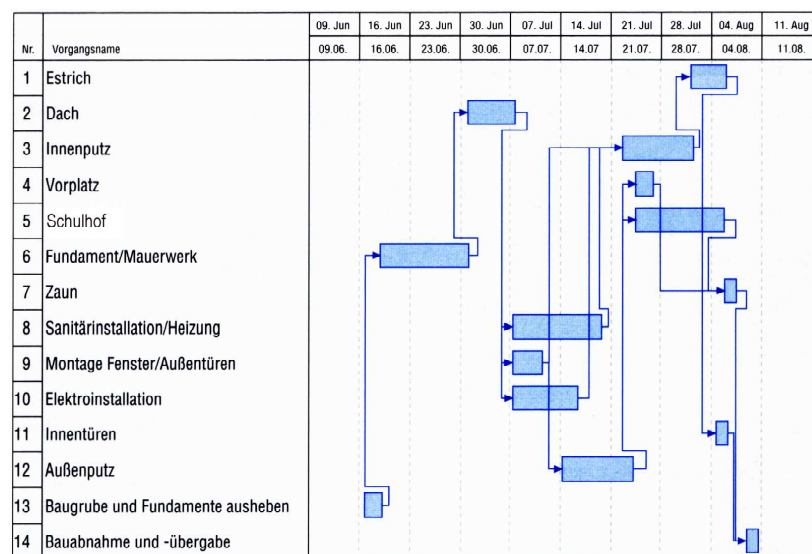 09. Jun 16. Jun 23. Jun 30. Jun 07. Jul 14. Jul 21. Jul 28. Jul 04. Aug 11. Aug
Nr. Vorgangsname 09.06. 16.06. 23.06. 30.06. 07.07. 14.07 21.07. 28.07. 04.08. 11.08.
1 Estrich
2 Dach
3 Innenputz
4 Vorplatz
5 Schulhof
6 Fundament/Mauerwerk
7 Zaun
8 Sanitärinstallation/Heizung
9 Montage Fenster/Außentüren
10 Elektroinstallation
11 Innentüren
12 Außenputz
13 Baugrube und Fundamente ausheben
14 Bauabnahme und -übergabe